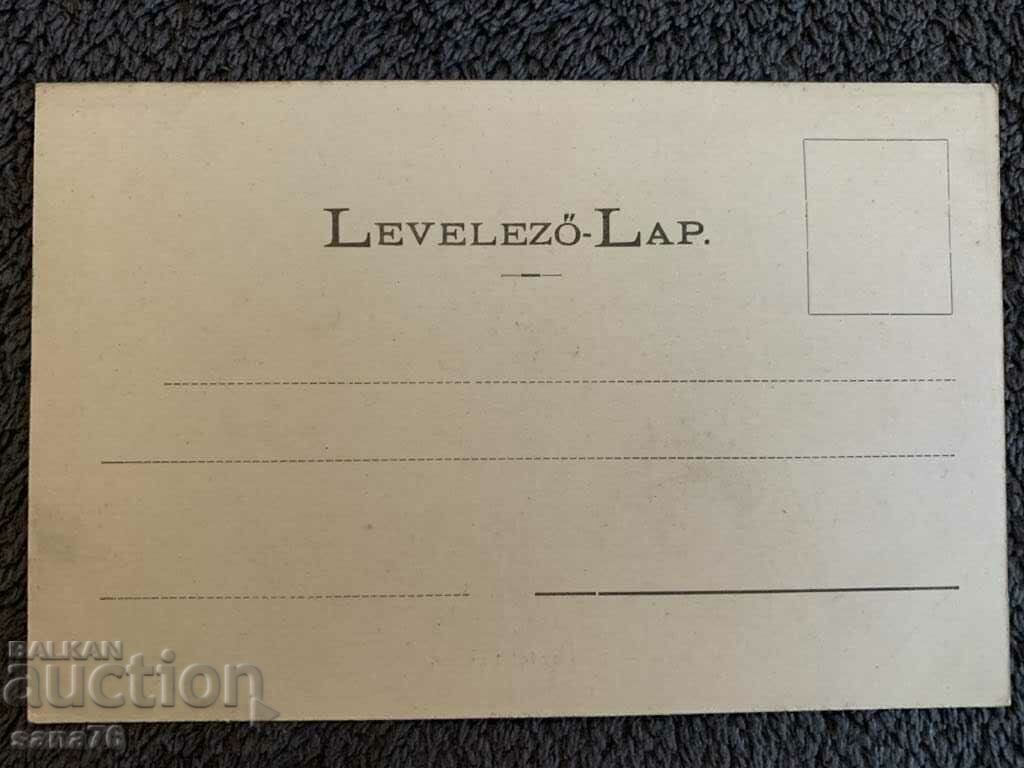 LEVELEZŐ-LAP.
BALKAN
auction
sana76